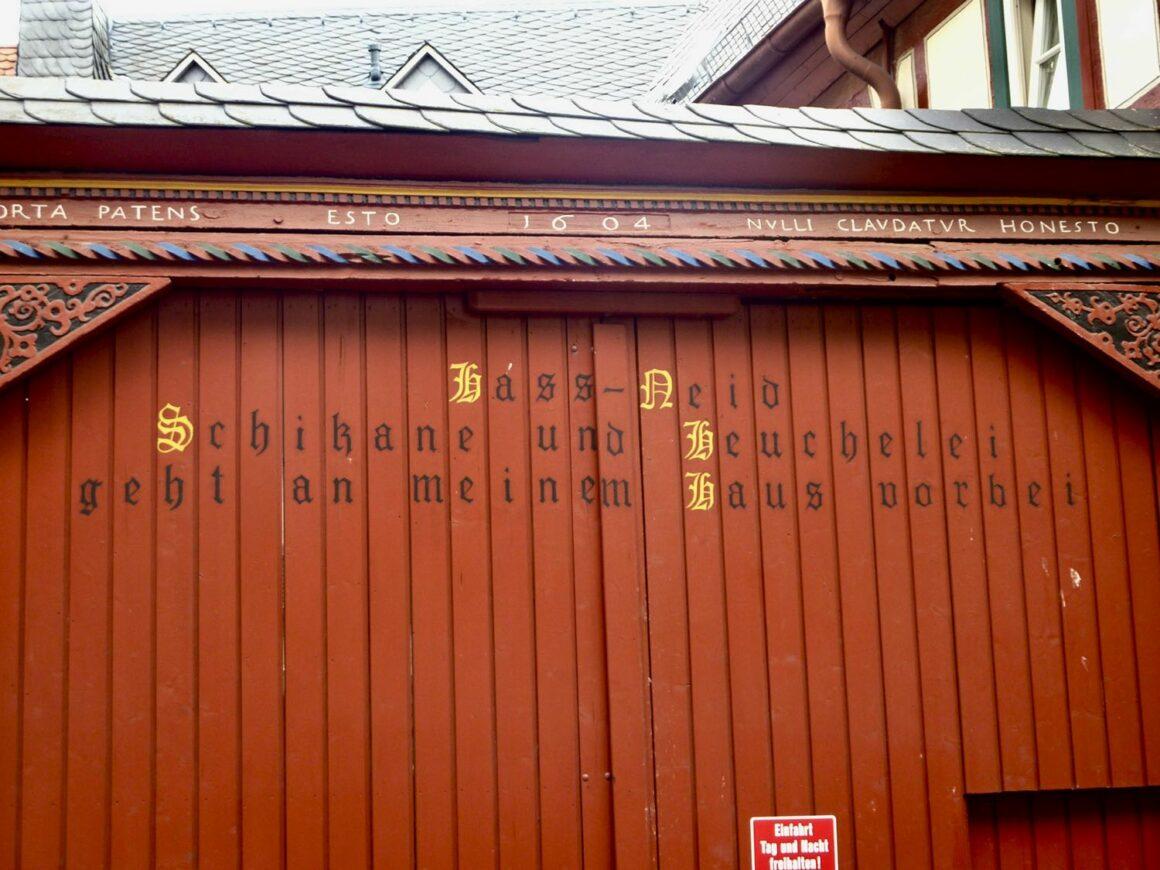 ORTA PATENS ESTO 1604 NVLLI CLAVDATVR HONESTO
Háss-Neid
Schikane und Heuchelei
geht an meinem Haus vorbei
Einfahrt
Tag und Nacht
freihalten!